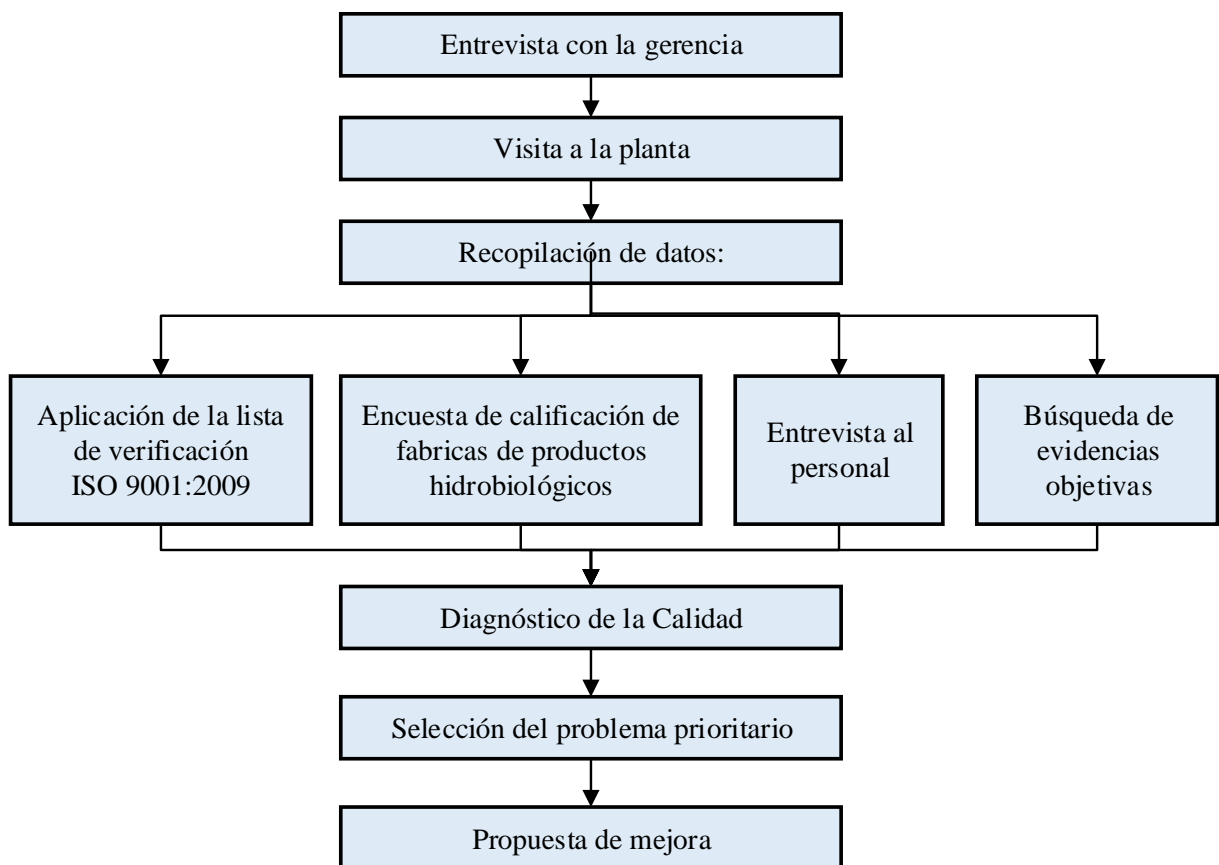 Entrevista con la gerencia
Visita a la planta
Recopilación de datos:
Aplicación de la lista
de verificación
ISO 9001:2009
Encuesta de calificación de
fabricas de productos
hidrobiológicos
Entrevista al
personal
Búsqueda de
evidencias
objetivas
Diagnóstico de la Calidad
Selección del problema prioritario
Propuesta de mejora